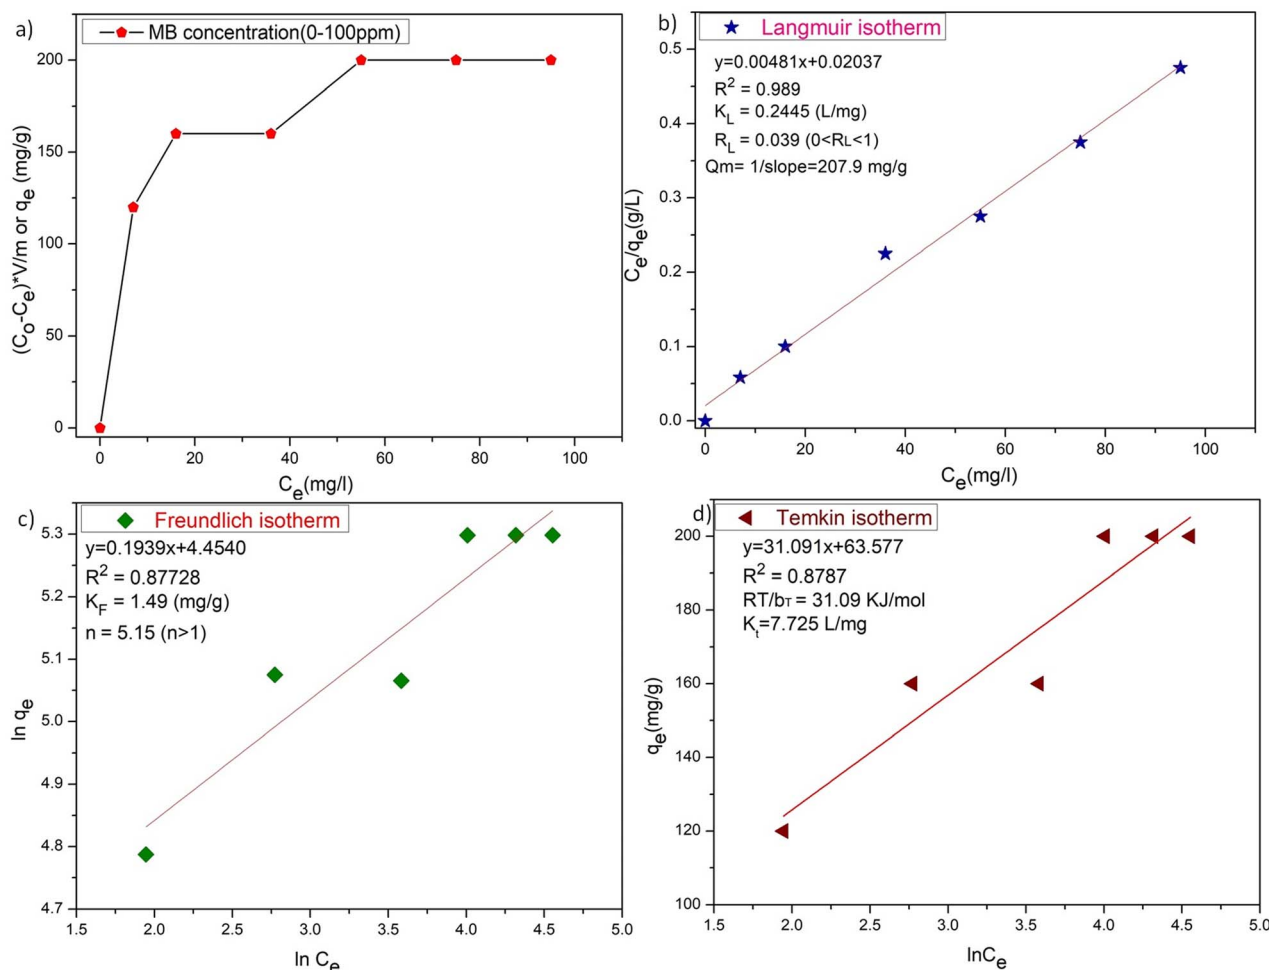 a)
MB concentration(0-100ppm)
200
150
100
50
0
(Co-Ce)*V/m or qe (mg/g)
0 20 40 60 80 100
Ce(mg/l)
b)
Langmuir isotherm
y=0.00481x+0.02037
R² = 0.989
KL = 0.2445 (L/mg)
RL = 0.039 (0<RL<1)
Qm= 1/slope=207.9 mg/g
0.5
0.4
0.3
0.2
0.1
0.0
Ce/qe(g/L)
0 20 40 60 80 100
Ce(mg/l)
c)
Freundlich isotherm
y=0.1939x+4.4540
R² = 0.87728
KF = 1.49 (mg/g)
n = 5.15 (n>1)
5.3
5.2
5.1
5.0
4.9
4.8
4.7
ln qe
1.5 2.0 2.5 3.0 3.5 4.0 4.5 5.0
ln Ce
d)
Temkin isotherm
y=31.091x+63.577
R² = 0.8787
RT/bT = 31.09 KJ/mol
Kt=7.725 L/mg
200
180
160
140
120
100
qe(mg/g)
1.5 2.0 2.5 3.0 3.5 4.0 4.5 5.0
lnCe